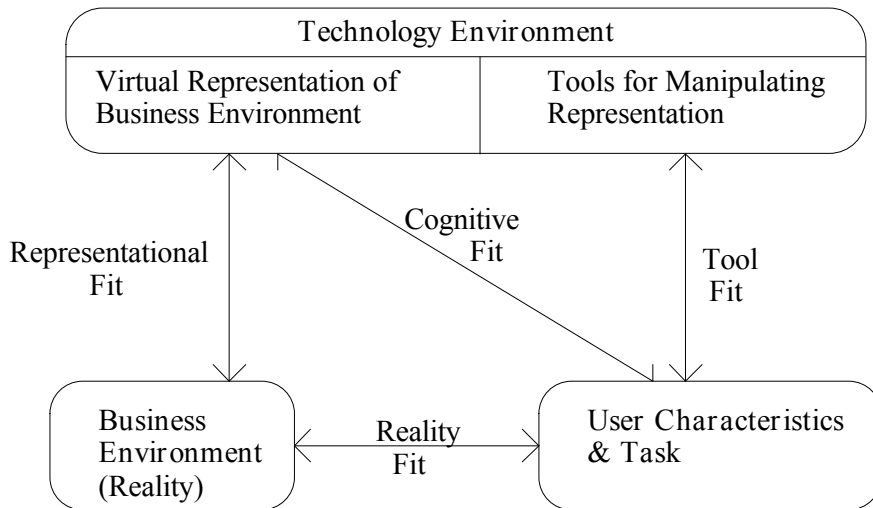 Technology Environment
Virtual Representation of
Business Environment
Tools for Manipulating
Representation
Representational
Fit
Cognitive
Fit
Tool
Fit
Business
Environment
(Reality)
Reality
Fit
User Characteristics
& Task